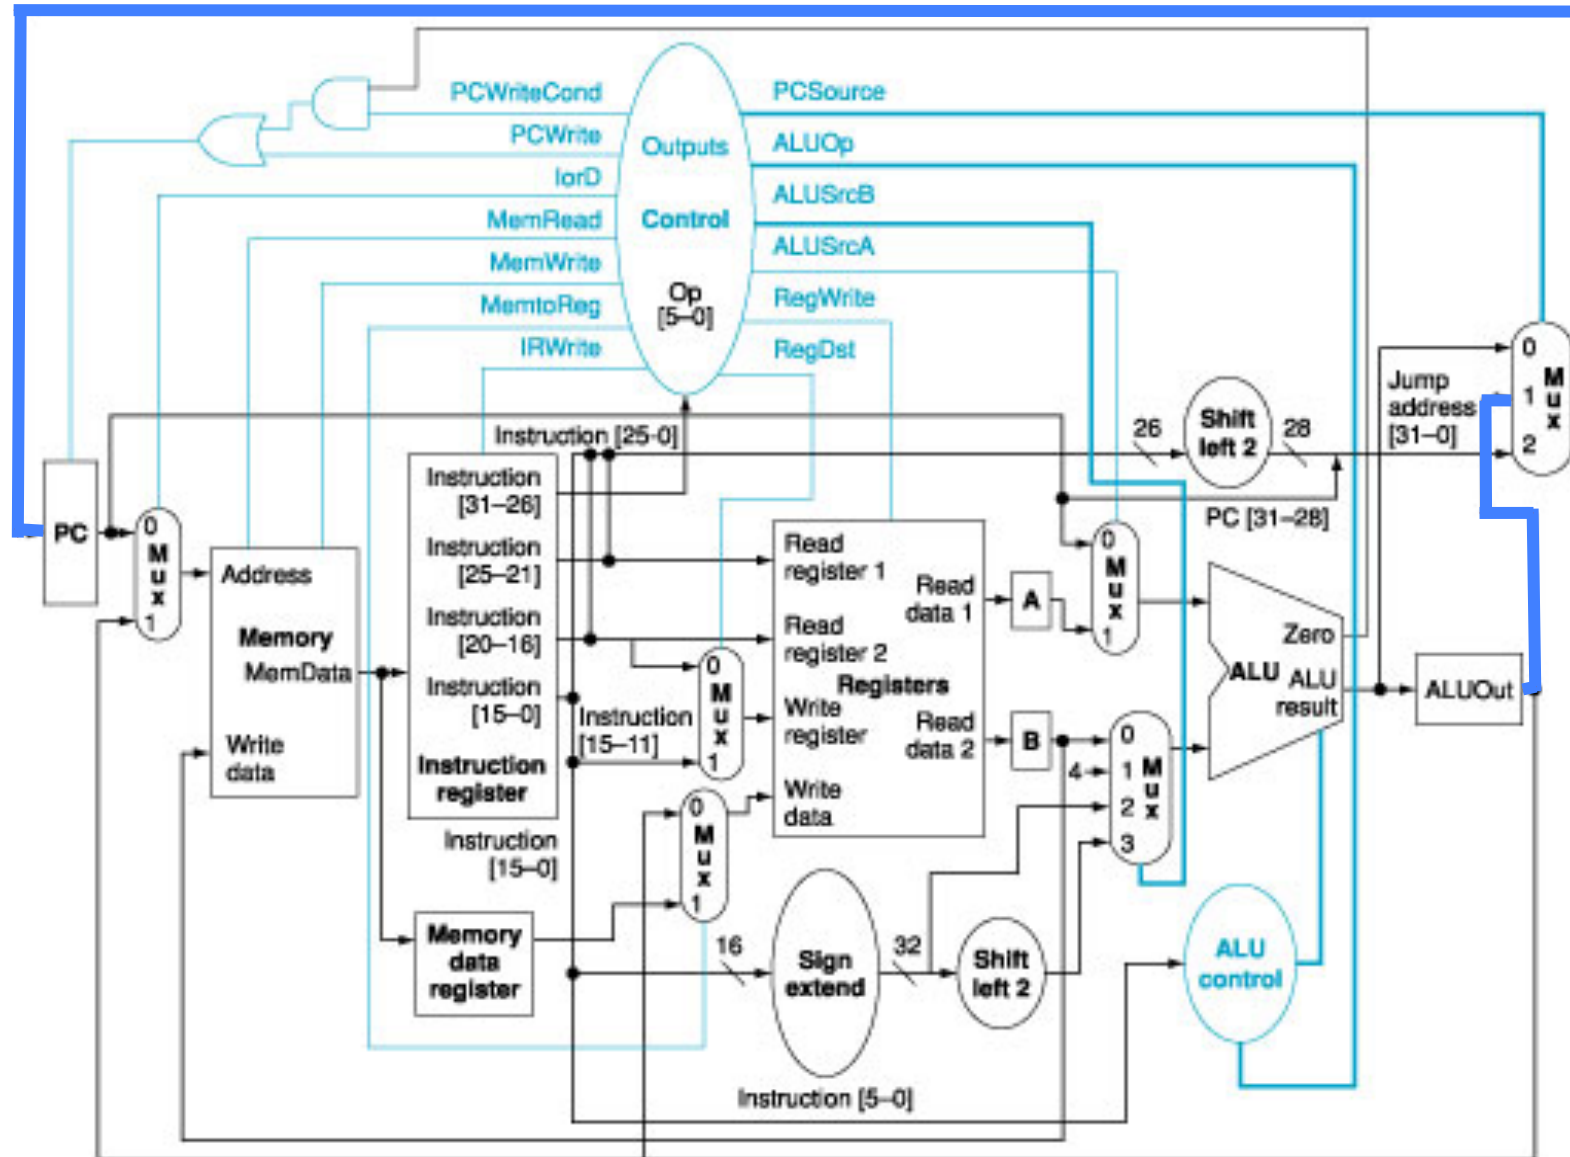 PCWriteCond
PCWrite
IorD
MemRead
MemWrite
MemtoReg
IRWrite
Outputs
Control
Op
[5–0]
PCSource
ALUOp
ALUSrcB
ALUSrcA
RegWrite
RegDst
Instruction [25-0]
26
Shift
left 2
28
Jump
address
[31–0]
0
1
2
M
u
x
PC [31–28]
PC
0
M
u
x
1
Address
Memory
MemData
Write
data
Instruction
[31–26]
Instruction
[25–21]
Instruction
[20–16]
Instruction
[15–0]
Instruction
register
Instruction
[15–0]
Instruction
[15–11]
0
M
u
x
1
0
M
u
x
1
Memory
data
register
Read
register 1
Read
register 2
Registers
Write
register
Write
data
Read
data 1
Read
data 2
A
B
0
M
u
x
1
4
0
1
2
3
M
u
x
Zero
ALU
ALU
result
ALUOut
16
Sign
extend
32
Shift
left 2
ALU
control
Instruction [5–0]